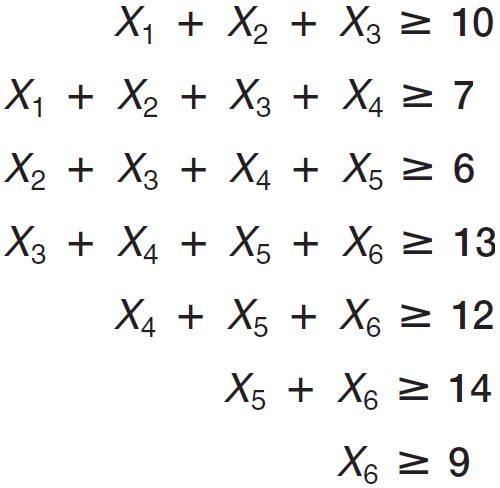 X₁ + X₂ + X₃ ≥ 10
X₁ + X₂ + X₃ + X₄ ≥ 7
X₂ + X₃ + X₄ + X₅ ≥ 6
X₃ + X₄ + X₅ + X₆ ≥ 13
X₄ + X₅ + X₆ ≥ 12
X₅ + X₆ ≥ 14
X₆ ≥ 9